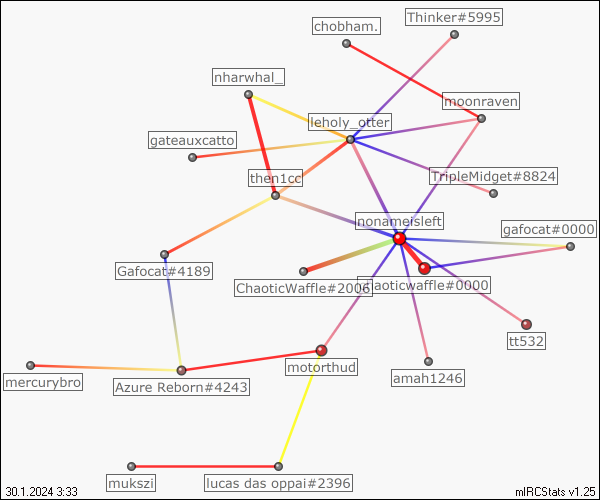 Thinker#5995
chobham.
nharwhal_
moonraven
leholy_otter
gateauxcatto
then1cc
TripleMidget#8824
nonameisleft
gafocat#0000
Gafocat#4189
ChaoticWaffle#2006
chaoticwaffle#0000
tt532
motorthud
amah1246
mercurybro
Azure Reborn#4243
mukszi
lucas das oppai#2396
30.1.2024 3:33
mIRCStats v1.25